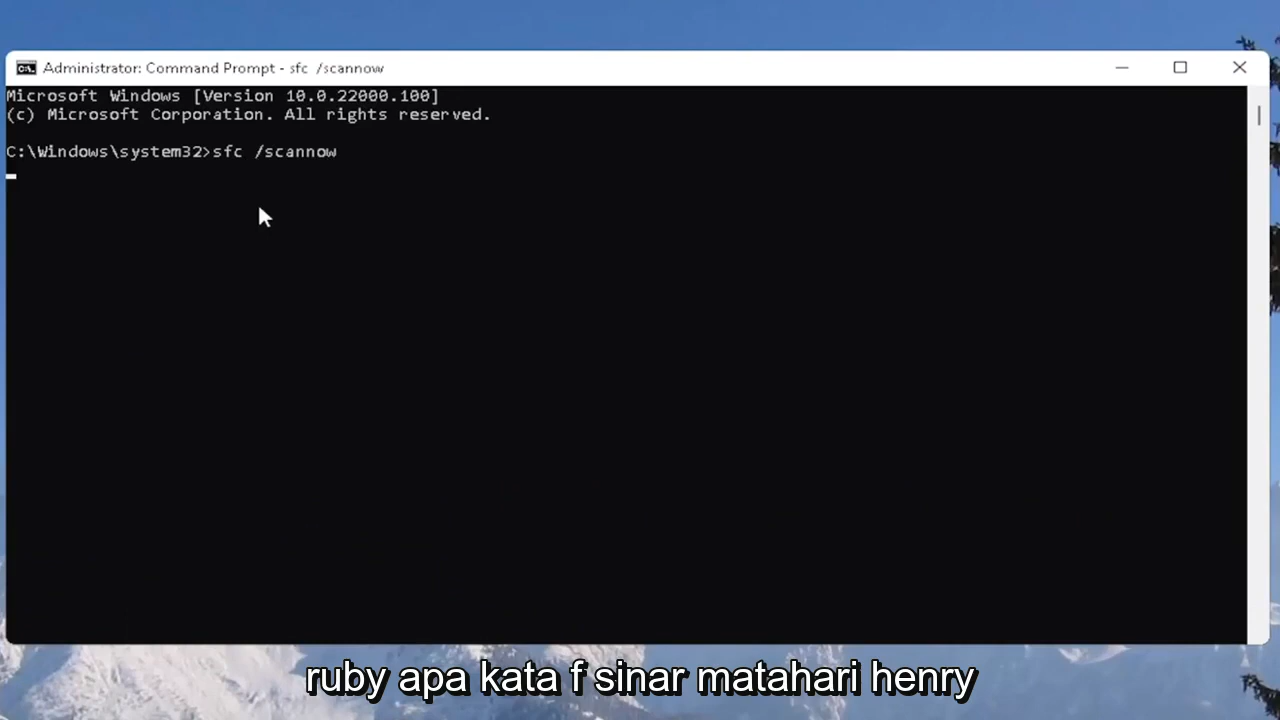 Administrator: Command Prompt - sfc /scannow
Microsoft Windows [Version 10.0.22000.100]
(c) Microsoft Corporation. All rights reserved.
C:\Windows\system32>sfc /scannow
ruby apa kata f sinar matahari henry